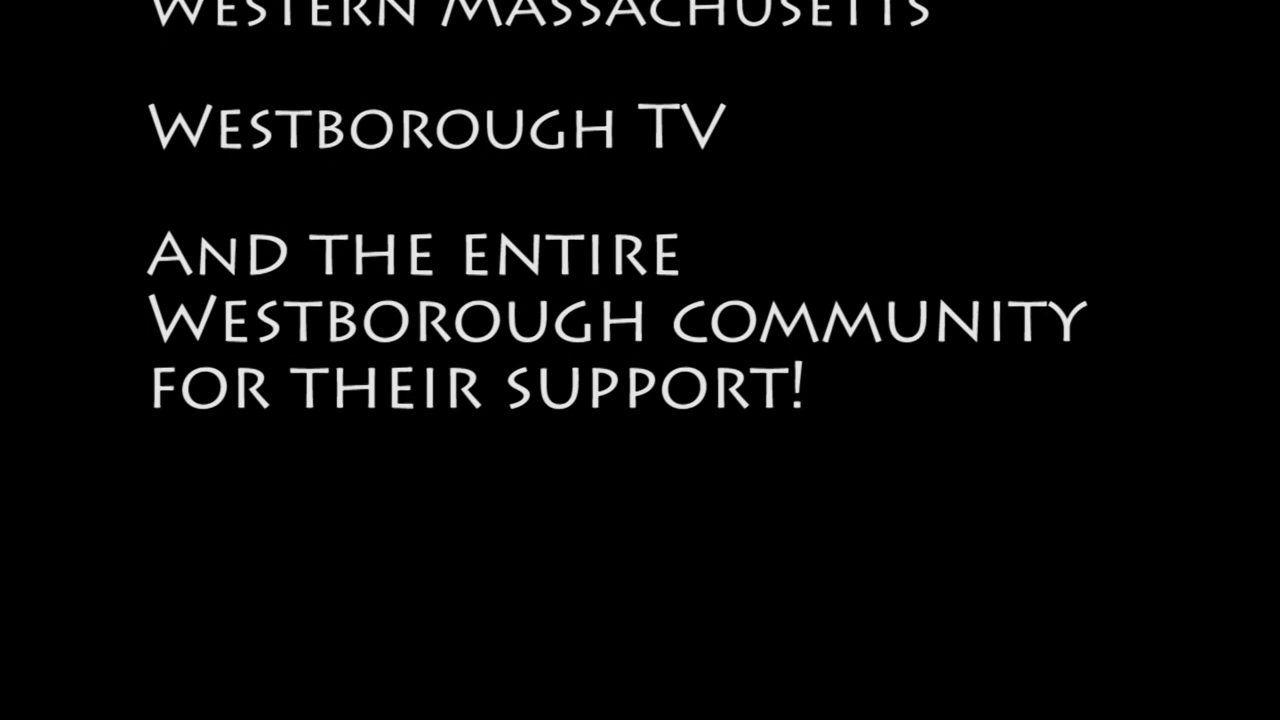 Western Massachusetts
Westborough TV
And the entire
Westborough community
for their support!